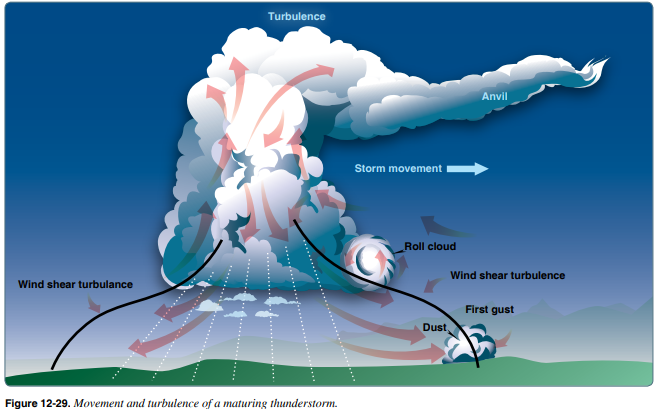 Turbulence
Anvil
Storm movement
Roll cloud
Wind shear turbulence
Wind shear turbulance
First gust
Dust
Figure 12-29. Movement and turbulence of a maturing thunderstorm.